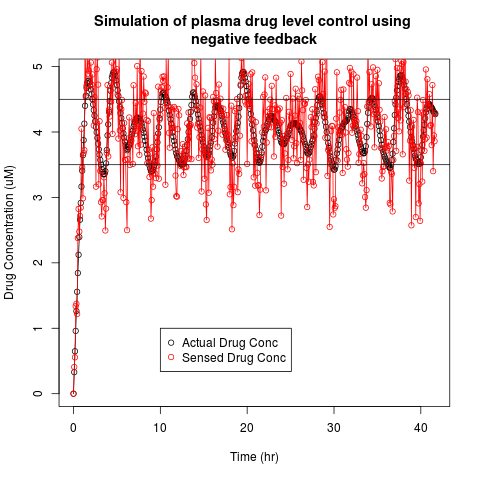 Simulation of plasma drug level control using
negative feedback
Drug Concentration (uM)
5
4
3
2
1
0
Actual Drug Conc
Sensed Drug Conc
0 10 20 30 40
Time (hr)